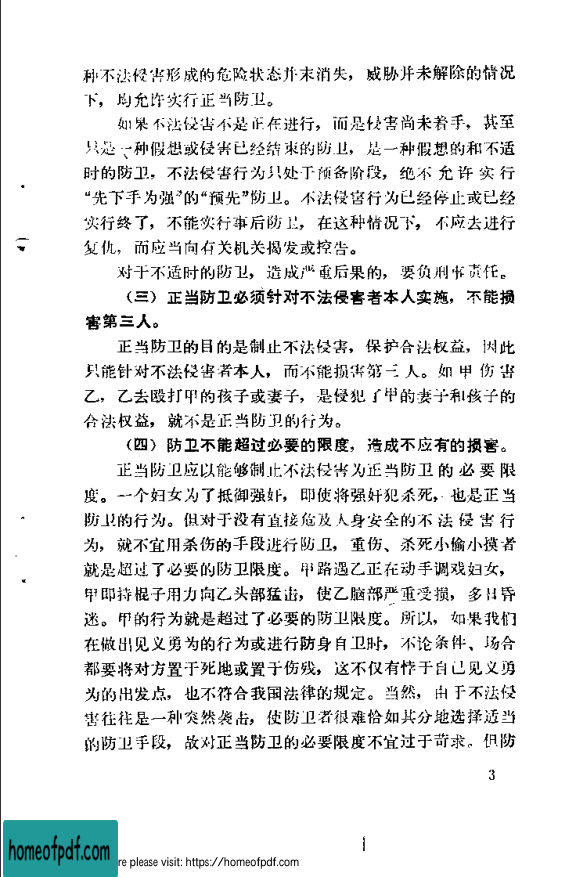 种不法侵害形成的危险状态并未消失，威胁并未解除的情况
下，均允许实行正当防卫。
如果不法侵害不是正在进行，而是侵害尚未着手，甚至
只是一种假想或侵害已经结束的防卫，是一种假想的和不适
时的防卫，不法侵害行为只处于预备阶段，绝不允许实行
“先下手为强”的“预先”防卫。不法侵害行为已经停止或已经
实行终了，不能实行事后防卫，在这种情况下，不应去进行
复仇，而应当向有关机关揭发或控告。
对于不适时的防卫，造成严重后果的，要负刑事责任。
（三）正当防卫必须针对不法侵害者本人实施，不能损
害第三人。
正当防卫的目的是制止不法侵害，保护合法权益，因此
只能针对不法侵害者本人，而不能损害第三人。如甲伤害
乙，乙去殴打甲的孩子或妻子，是侵犯了甲的妻子和孩子的
合法权益，就不是正当防卫的行为。
（四）防卫不能超过必要的限度，造成不应有的损害。
正当防卫应以能够制止不法侵害为正当防卫的必要限
度。一个妇女为了抵御强奸，即使将强奸犯杀死，也是正当
防卫的行为。但对于没有直接危及人身安全的不法侵害行
为，就不宜用杀伤的手段进行防卫，重伤、杀死小偷小摸者
就是超过了必要的防卫限度。甲路遇乙正在动手调戏妇女，
甲即持棍子用力向乙头部猛击，使乙脑部严重受损，多日昏
迷。甲的行为就是超过了必要的防卫限度。所以，如果我们
在做出见义勇为的行为或进行防身自卫时，不论条件、场合
都要将对方置于死地或置于伤残，这不仅有悖于自己见义勇
为的出发点，也不符合我国法律的规定。当然，由于不法侵
害往往是一种突然袭击，使防卫者很难恰如其分地选择适当
的防卫手段，故对正当防卫的必要限度不宜过于苛求。但防
3
homeofpdf.com
re please visit: https://homeofpdf.com